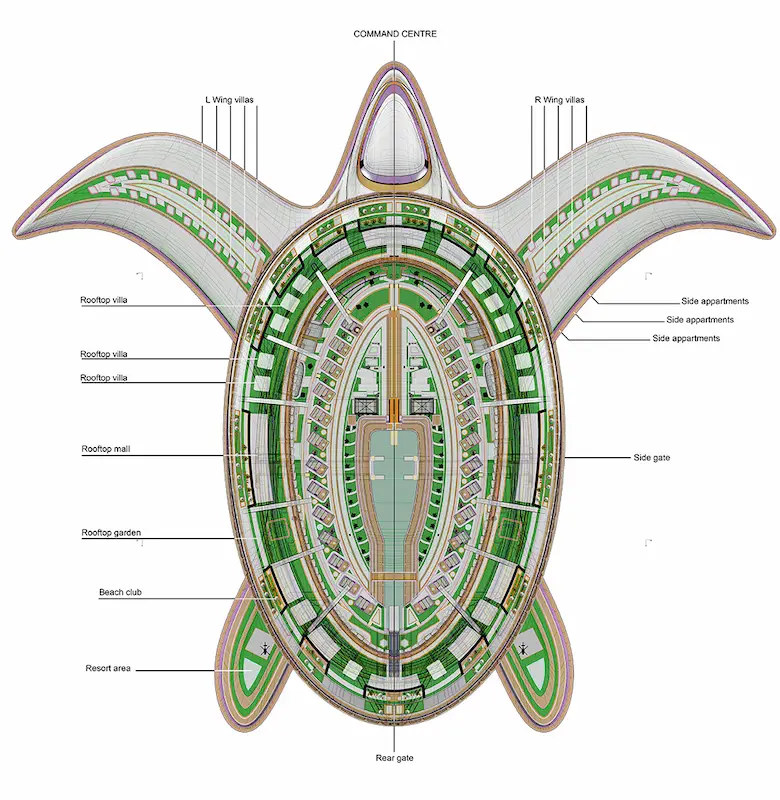 COMMAND CENTRE
L Wing villas
R Wing villas
Rooftop villa
Side appartments
Side appartments
Side appartments
Rooftop villa
Rooftop villa
Rooftop mall
Side gate
Rooftop garden
Beach club
Resort area
Rear gate